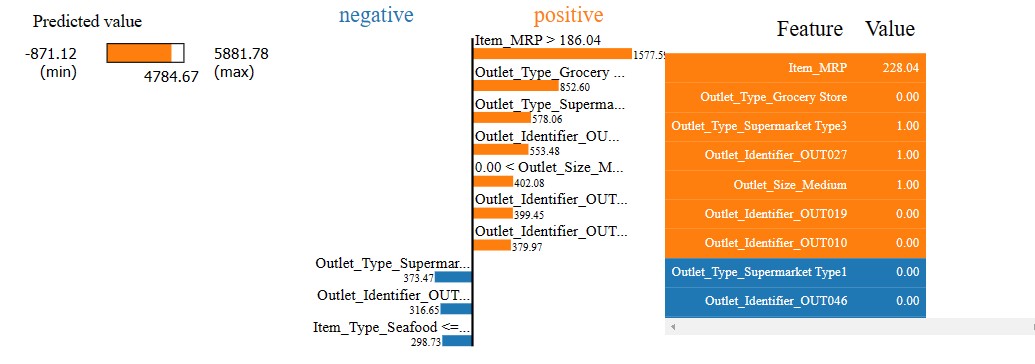 Predicted value
-871.12
(min)
5881.78
(max)
4784.67
negative
positive
Item_MRP > 186.04
1577.59
Outlet_Type_Grocery ...
852.60
Outlet_Type_Superma...
578.06
Outlet_Identifier_OU...
553.48
0.00 < Outlet_Size_M...
402.08
Outlet_Identifier_OUT...
399.45
Outlet_Identifier_OUT...
379.97
Outlet_Type_Supermar...
373.47
Outlet_Identifier_OUT...
316.65
Item_Type_Seafood <=...
298.73
Feature Value
Item_MRP 228.04
Outlet_Type_Grocery Store 0.00
Outlet_Type_Supermarket Type3 1.00
Outlet_Identifier_OUT027 1.00
Outlet_Size_Medium 1.00
Outlet_Identifier_OUT019 0.00
Outlet_Identifier_OUT010 0.00
Outlet_Type_Supermarket Type1 0.00
Outlet_Identifier_OUT046 0.00